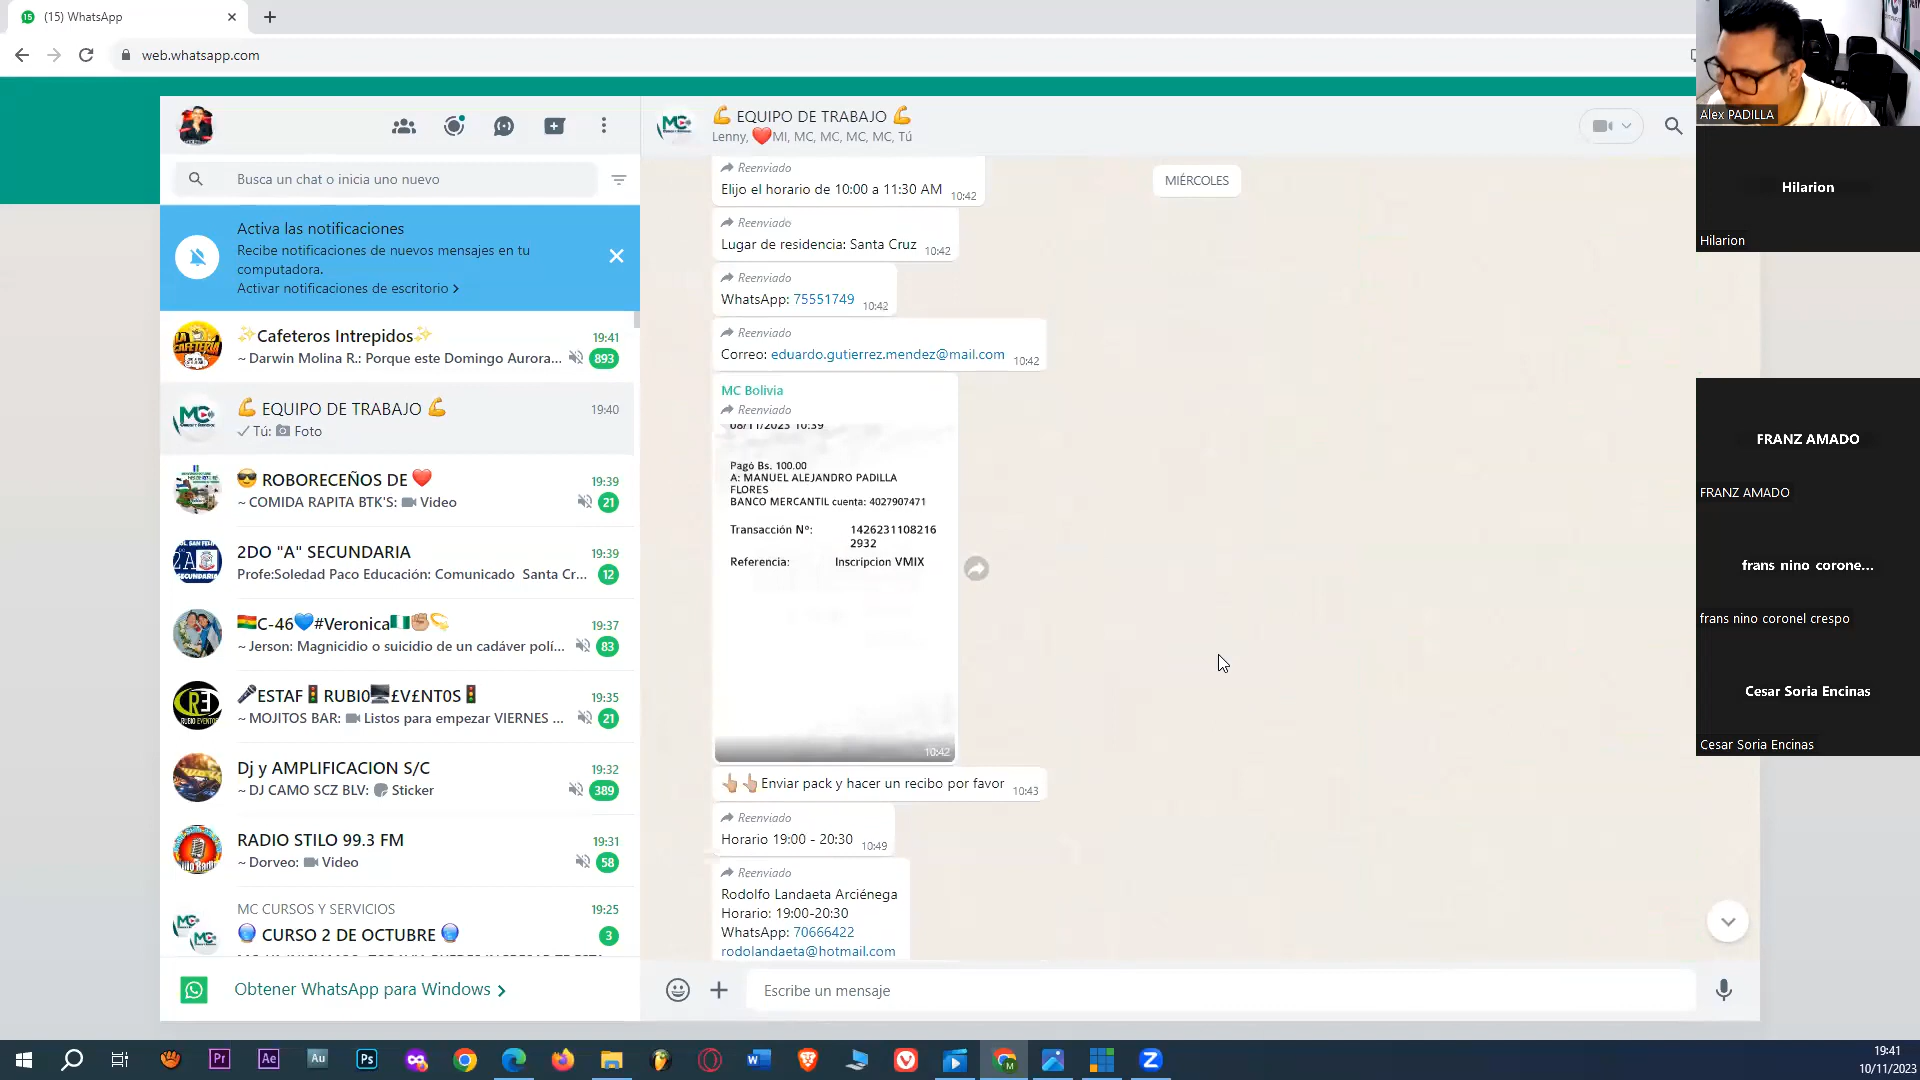 (15) WhatsApp
web.whatsapp.com
Busca un chat o inicia uno nuevo
Activa las notificaciones
Recibe notificaciones de nuevos mensajes en tu
computadora.
Activar notificaciones de escritorio >
✨Cafeteros Intrepidos✨ 19:41
~ Darwin Molina R.: Porque este Domingo Aurora... 893
💪 EQUIPO DE TRABAJO 💪 19:40
Tú: Foto
😎 ROBORECEÑOS DE ❤️ 19:39
~ COMIDA RAPITA BTK'S: Video 21
2DO "A" SECUNDARIA 19:39
Profe:Soledad Paco Educación: Comunicado Santa Cr... 12
🇧🇴C-46💙#Veronica🇳🇬✊🏼💫 19:37
~ Jerson: Magnicidio o suicidio de un cadáver polí... 83
🎤ESTAF🚦RUBI0🖥️£V£NT0S🚦 19:35
~ MOJITOS BAR: Listos para empezar VIERNES ... 21
Dj y AMPLIFICACION S/C 19:32
~ DJ CAMO SCZ BLV: Sticker 389
RADIO STILO 99.3 FM 19:31
~ Dorveo: Video 58
MC CURSOS Y SERVICIOS 19:25
🔮 CURSO 2 DE OCTUBRE 🔮 3
Obtener WhatsApp para Windows >
💪 EQUIPO DE TRABAJO 💪
Lenny, ❤️MI, MC, MC, MC, MC, Tú
MIÉRCOLES
Reenviado
Elijo el horario de 10:00 a 11:30 AM 10:42
Reenviado
Lugar de residencia: Santa Cruz 10:42
Reenviado
WhatsApp: 75551749 10:42
Reenviado
Correo: eduardo.gutierrez.mendez@mail.com 10:42
MC Bolivia
Reenviado
08/11/2023 10:39
Pagó Bs. 100.00
A: MANUEL ALEJANDRO PADILLA
FLORES
BANCO MERCANTIL cuenta: 4027907471
Transacción Nº: 1426231108216
2932
Referencia: Inscripcion VMIX
10:42
👆🏼👆🏼Enviar pack y hacer un recibo por favor 10:43
Reenviado
Horario 19:00 - 20:30 10:49
Reenviado
Rodolfo Landaeta Arciénega
Horario: 19:00-20:30
WhatsApp: 70666422
rodolandaeta@hotmail.com
Escribe un mensaje
Alex PADILLA
Hilarion
Hilarion
FRANZ AMADO
FRANZ AMADO
frans nino corone...
frans nino coronel crespo
Cesar Soria Encinas
Cesar Soria Encinas
19:41
10/11/2023